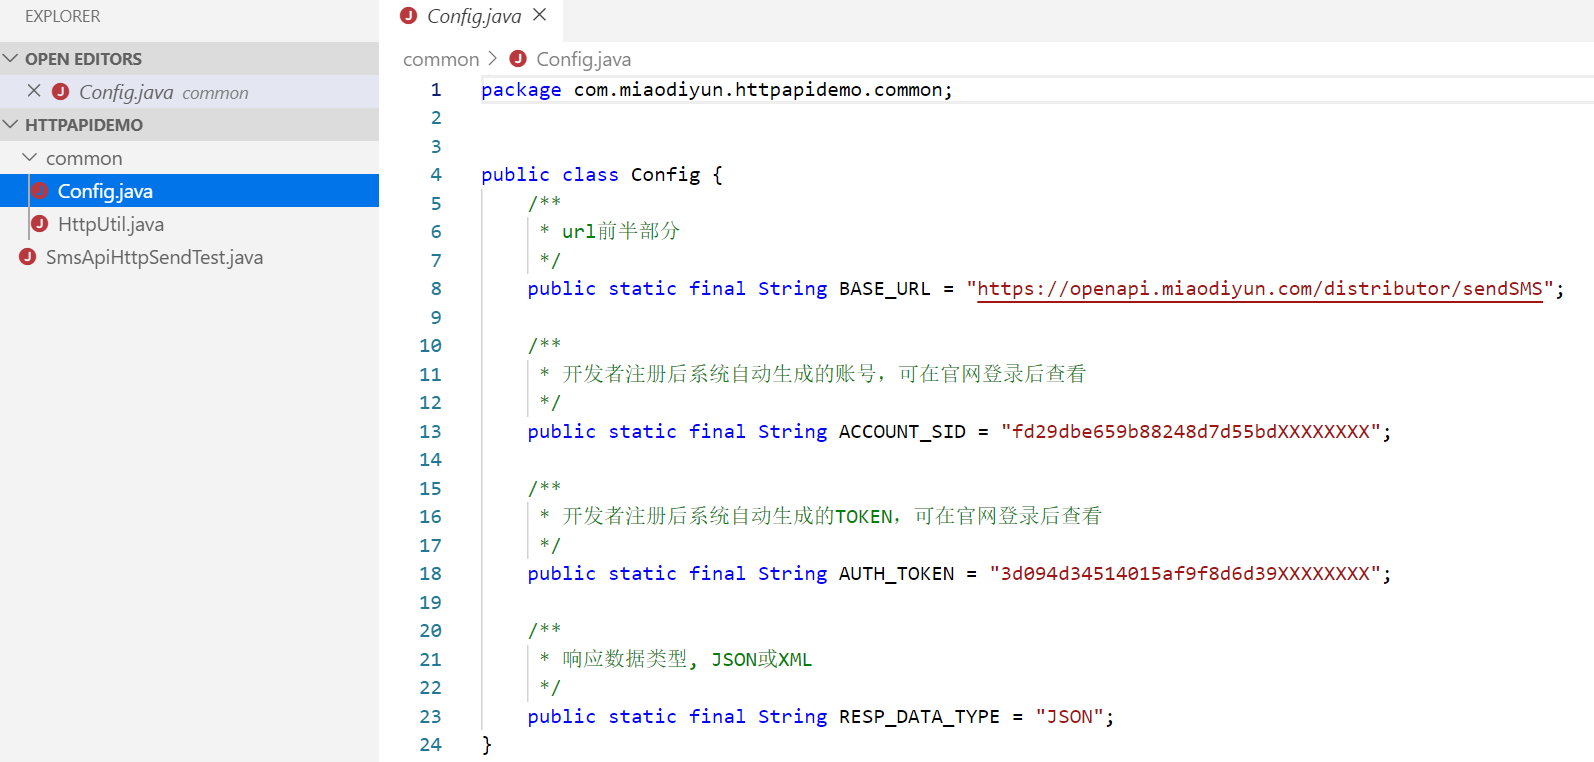 EXPLORER
OPEN EDITORS
Config.java common
HTTPAPIDEMO
common
Config.java
HttpUtil.java
SmsApiHttpSendTest.java
Config.java
common > Config.java
1 package com.miaodiyun.httpapidemo.common;
2
3
4 public class Config {
5 /**
6 * url前半部分
7 */
8 public static final String BASE_URL = "https://openapi.miaodiyun.com/distributor/sendSMS";
9
10 /**
11 * 开发者注册后系统自动生成的账号，可在官网登录后查看
12 */
13 public static final String ACCOUNT_SID = "fd29dbe659b88248d7d55bdXXXXXXXX";
14
15 /**
16 * 开发者注册后系统自动生成的TOKEN，可在官网登录后查看
17 */
18 public static final String AUTH_TOKEN = "3d094d34514015af9f8d6d39XXXXXXXX";
19
20 /**
21 * 响应数据类型, JSON或XML
22 */
23 public static final String RESP_DATA_TYPE = "JSON";
24 }